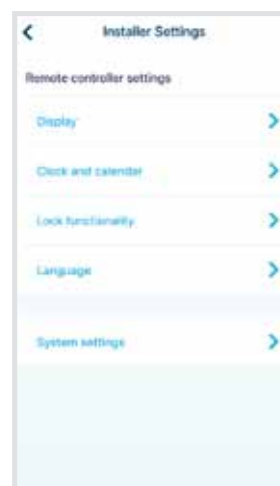 Installer Settings
Remote controller settings
Display
Clock and calendar
Lock functionality
Language
System settings